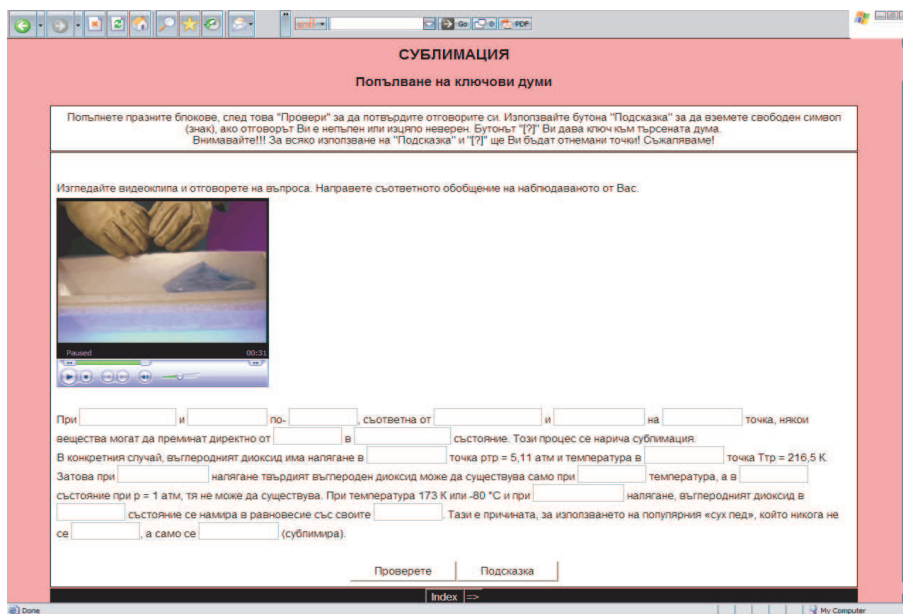 Go
PDF
СУБЛИМАЦИЯ
Попълване на ключови думи
Попълнете празните блокове, след това "Провери" за да потвърдите отговорите си. Използвайте бутона "Подсказка" за да вземете свободен символ
(знак), ако отговорът Ви е непълен или изцяло неверен. Бутонът "[?]" Ви дава ключ към търсената дума.
Внимавайте!!! За всяко използване на "Подсказка" и "[?]" ще Ви бъдат отнемани точки! Съжаляваме!
Изгледайте видеоклипа и отговорете на въпроса. Направете съответното обобщение на наблюдаваното от Вас.
Paused 00:31
При и по- , съответна от и на точка, някои
вещества могат да преминат директно от в състояние. Този процес се нарича сублимация.
В конкретния случай, въглеродният диоксид има налягане в точка ртр = 5,11 атм и температура в точка Ттр = 216,5 K.
Затова при налягане твърдият въглероден диоксид може да съществува само при температура, а в
състояние при р = 1 атм, тя не може да съществува. При температура 173 K или -80 °C и при налягане, въглеродният диоксид в
състояние се намира в равновесие със своите . Тази е причината, за използването на популярния «сух лед», който никога не
се , а само се (сублимира).
Проверете Подсказка
Index =>
Done My Computer